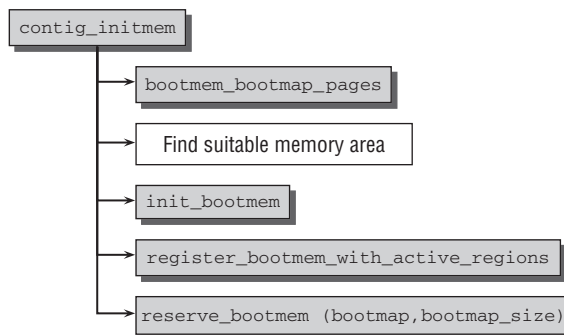 contig_initmem
bootmem_bootmap_pages
Find suitable memory area
init_bootmem
register_bootmem_with_active_regions
reserve_bootmem (bootmap,bootmap_size)